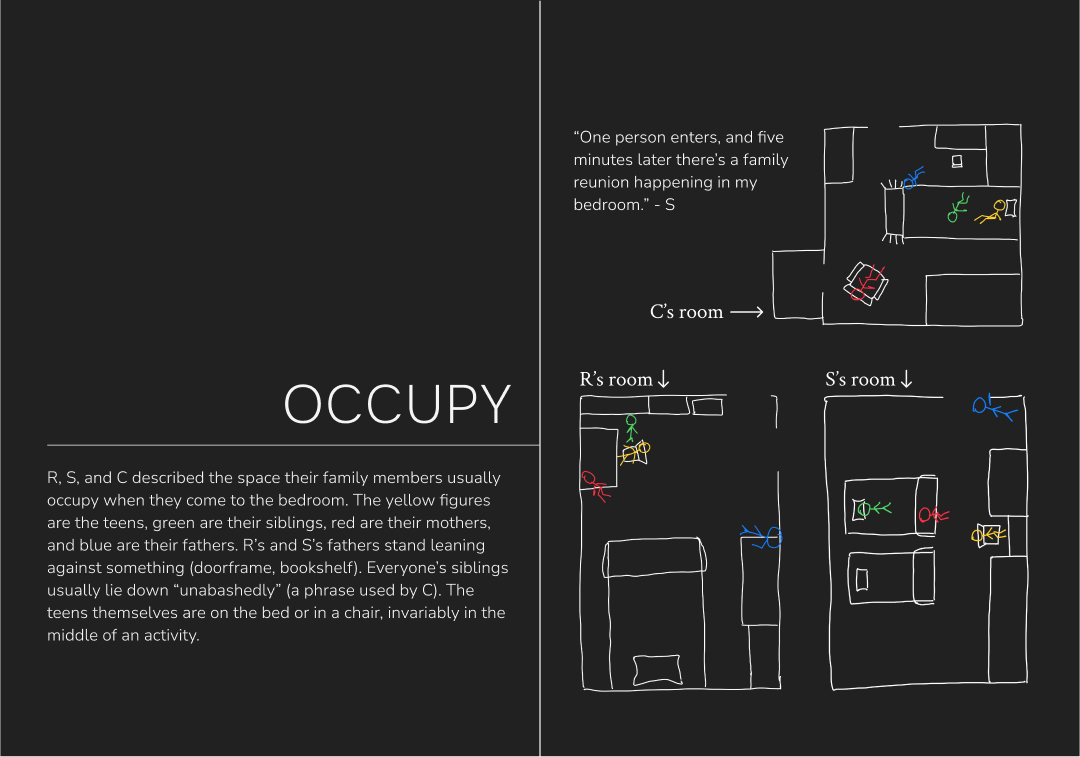 OCCUPY
R, S, and C described the space their family members usually
occupy when they come to the bedroom. The yellow figures
are the teens, green are their siblings, red are their mothers,
and blue are their fathers. R’s and S’s fathers stand leaning
against something (doorframe, bookshelf). Everyone’s siblings
usually lie down “unabashedly” (a phrase used by C). The
teens themselves are on the bed or in a chair, invariably in the
middle of an activity.
“One person enters, and five
minutes later there’s a family
reunion happening in my
bedroom.” - S
C’s room →
R’s room ↓
S’s room ↓